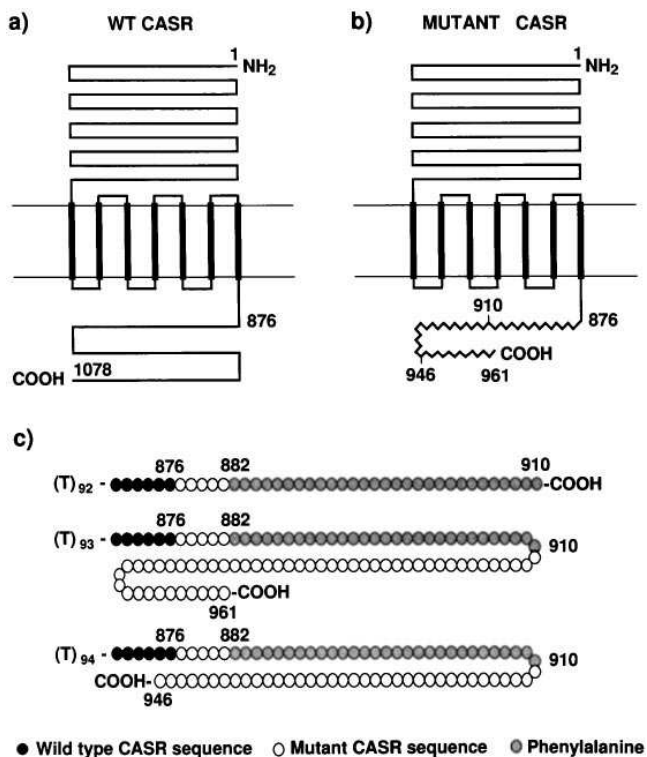 a) WT CASR
1
NH2
876
1078
COOH
b) MUTANT CASR
1
NH2
910
876
COOH
946 961
c)
876 882 910
(T)92 - -COOH
876 882
(T)93 - 910
-COOH
961
876 882
(T)94 - 910
COOH-
946
Wild type CASR sequence Mutant CASR sequence Phenylalanine